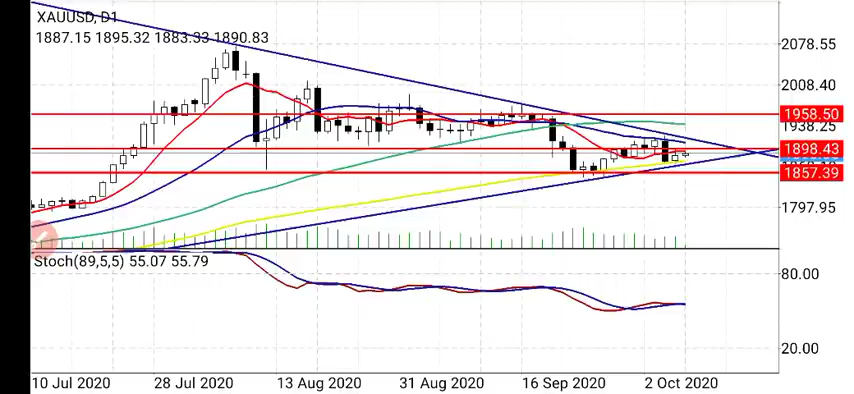 XAUUSD, D1
1887.15 1895.32 1883.33 1890.83
2078.55
2008.40
1958.50
1938.25
1898.43
1857.39
1797.95
Stoch(89,5,5) 55.07 55.79
80.00
20.00
10 Jul 2020 28 Jul 2020 13 Aug 2020 31 Aug 2020 16 Sep 2020 2 Oct 2020